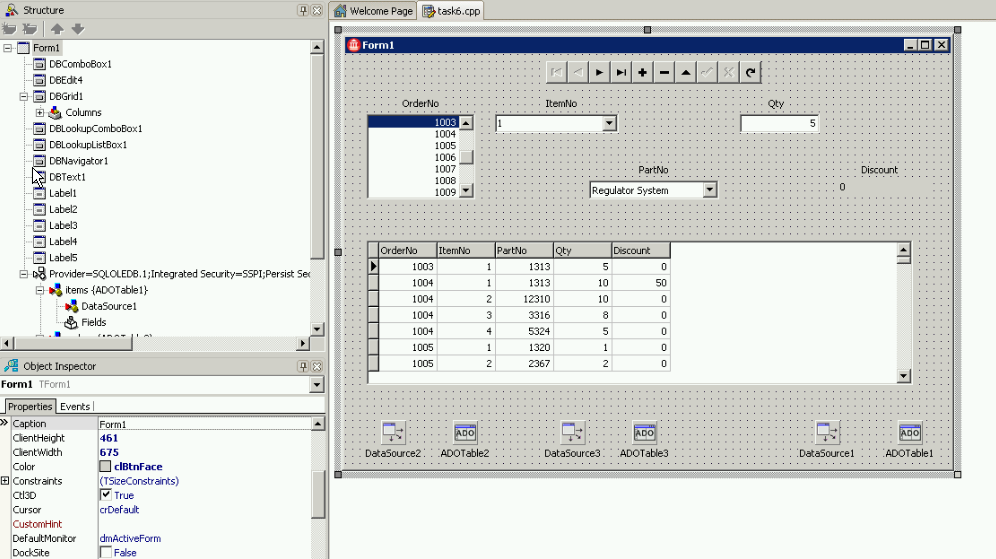 Structure
Welcome Page
task6.cpp
Form1
DBComboBox1
DBEdit4
DBGrid1
Columns
DBLookupComboBox1
DBLookupListBox1
DBNavigator1
DBText1
Label1
Label2
Label3
Label4
Label5
Provider=SQLOLEDB.1;Integrated Security=SSPI;Persist Sec
items {ADOTable1}
DataSource1
Fields
Object Inspector
Form1 TForm1
Properties Events
Caption Form1
ClientHeight 461
ClientWidth 675
Color clBtnFace
Constraints (TSizeConstraints)
Ctl3D True
Cursor crDefault
CustomHint
DefaultMonitor dmActiveForm
DockSite False
Form1
OrderNo ItemNo Qty
1003 1 5
1004
1005
1006
1007
1008
1009
PartNo Discount
Regulator System 0
OrderNo ItemNo PartNo Qty Discount
1003 1 1313 5 0
1004 1 1313 10 50
1004 2 12310 10 0
1004 3 3316 8 0
1004 4 5324 5 0
1005 1 1320 1 0
1005 2 2367 2 0
ADO ADO ADO
DataSource2 ADOTable2 DataSource3 ADOTable3 DataSource1 ADOTable1